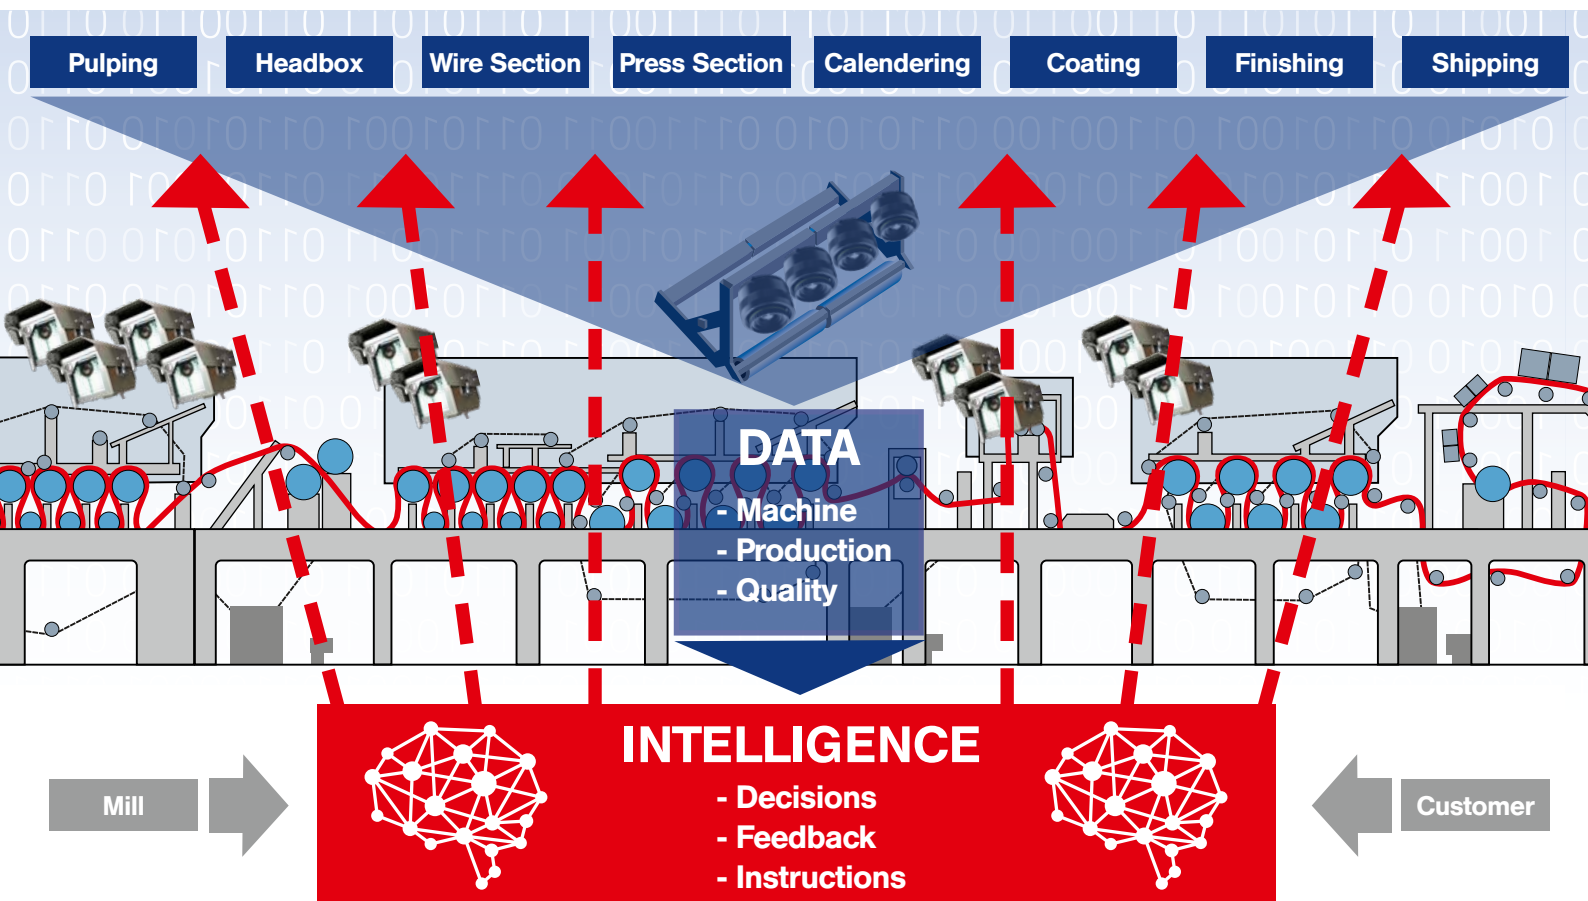 Pulping
Headbox
Wire Section
Press Section
Calendering
Coating
Finishing
Shipping
DATA
- Machine
- Production
- Quality
INTELLIGENCE
- Decisions
- Feedback
- Instructions
Mill
Customer